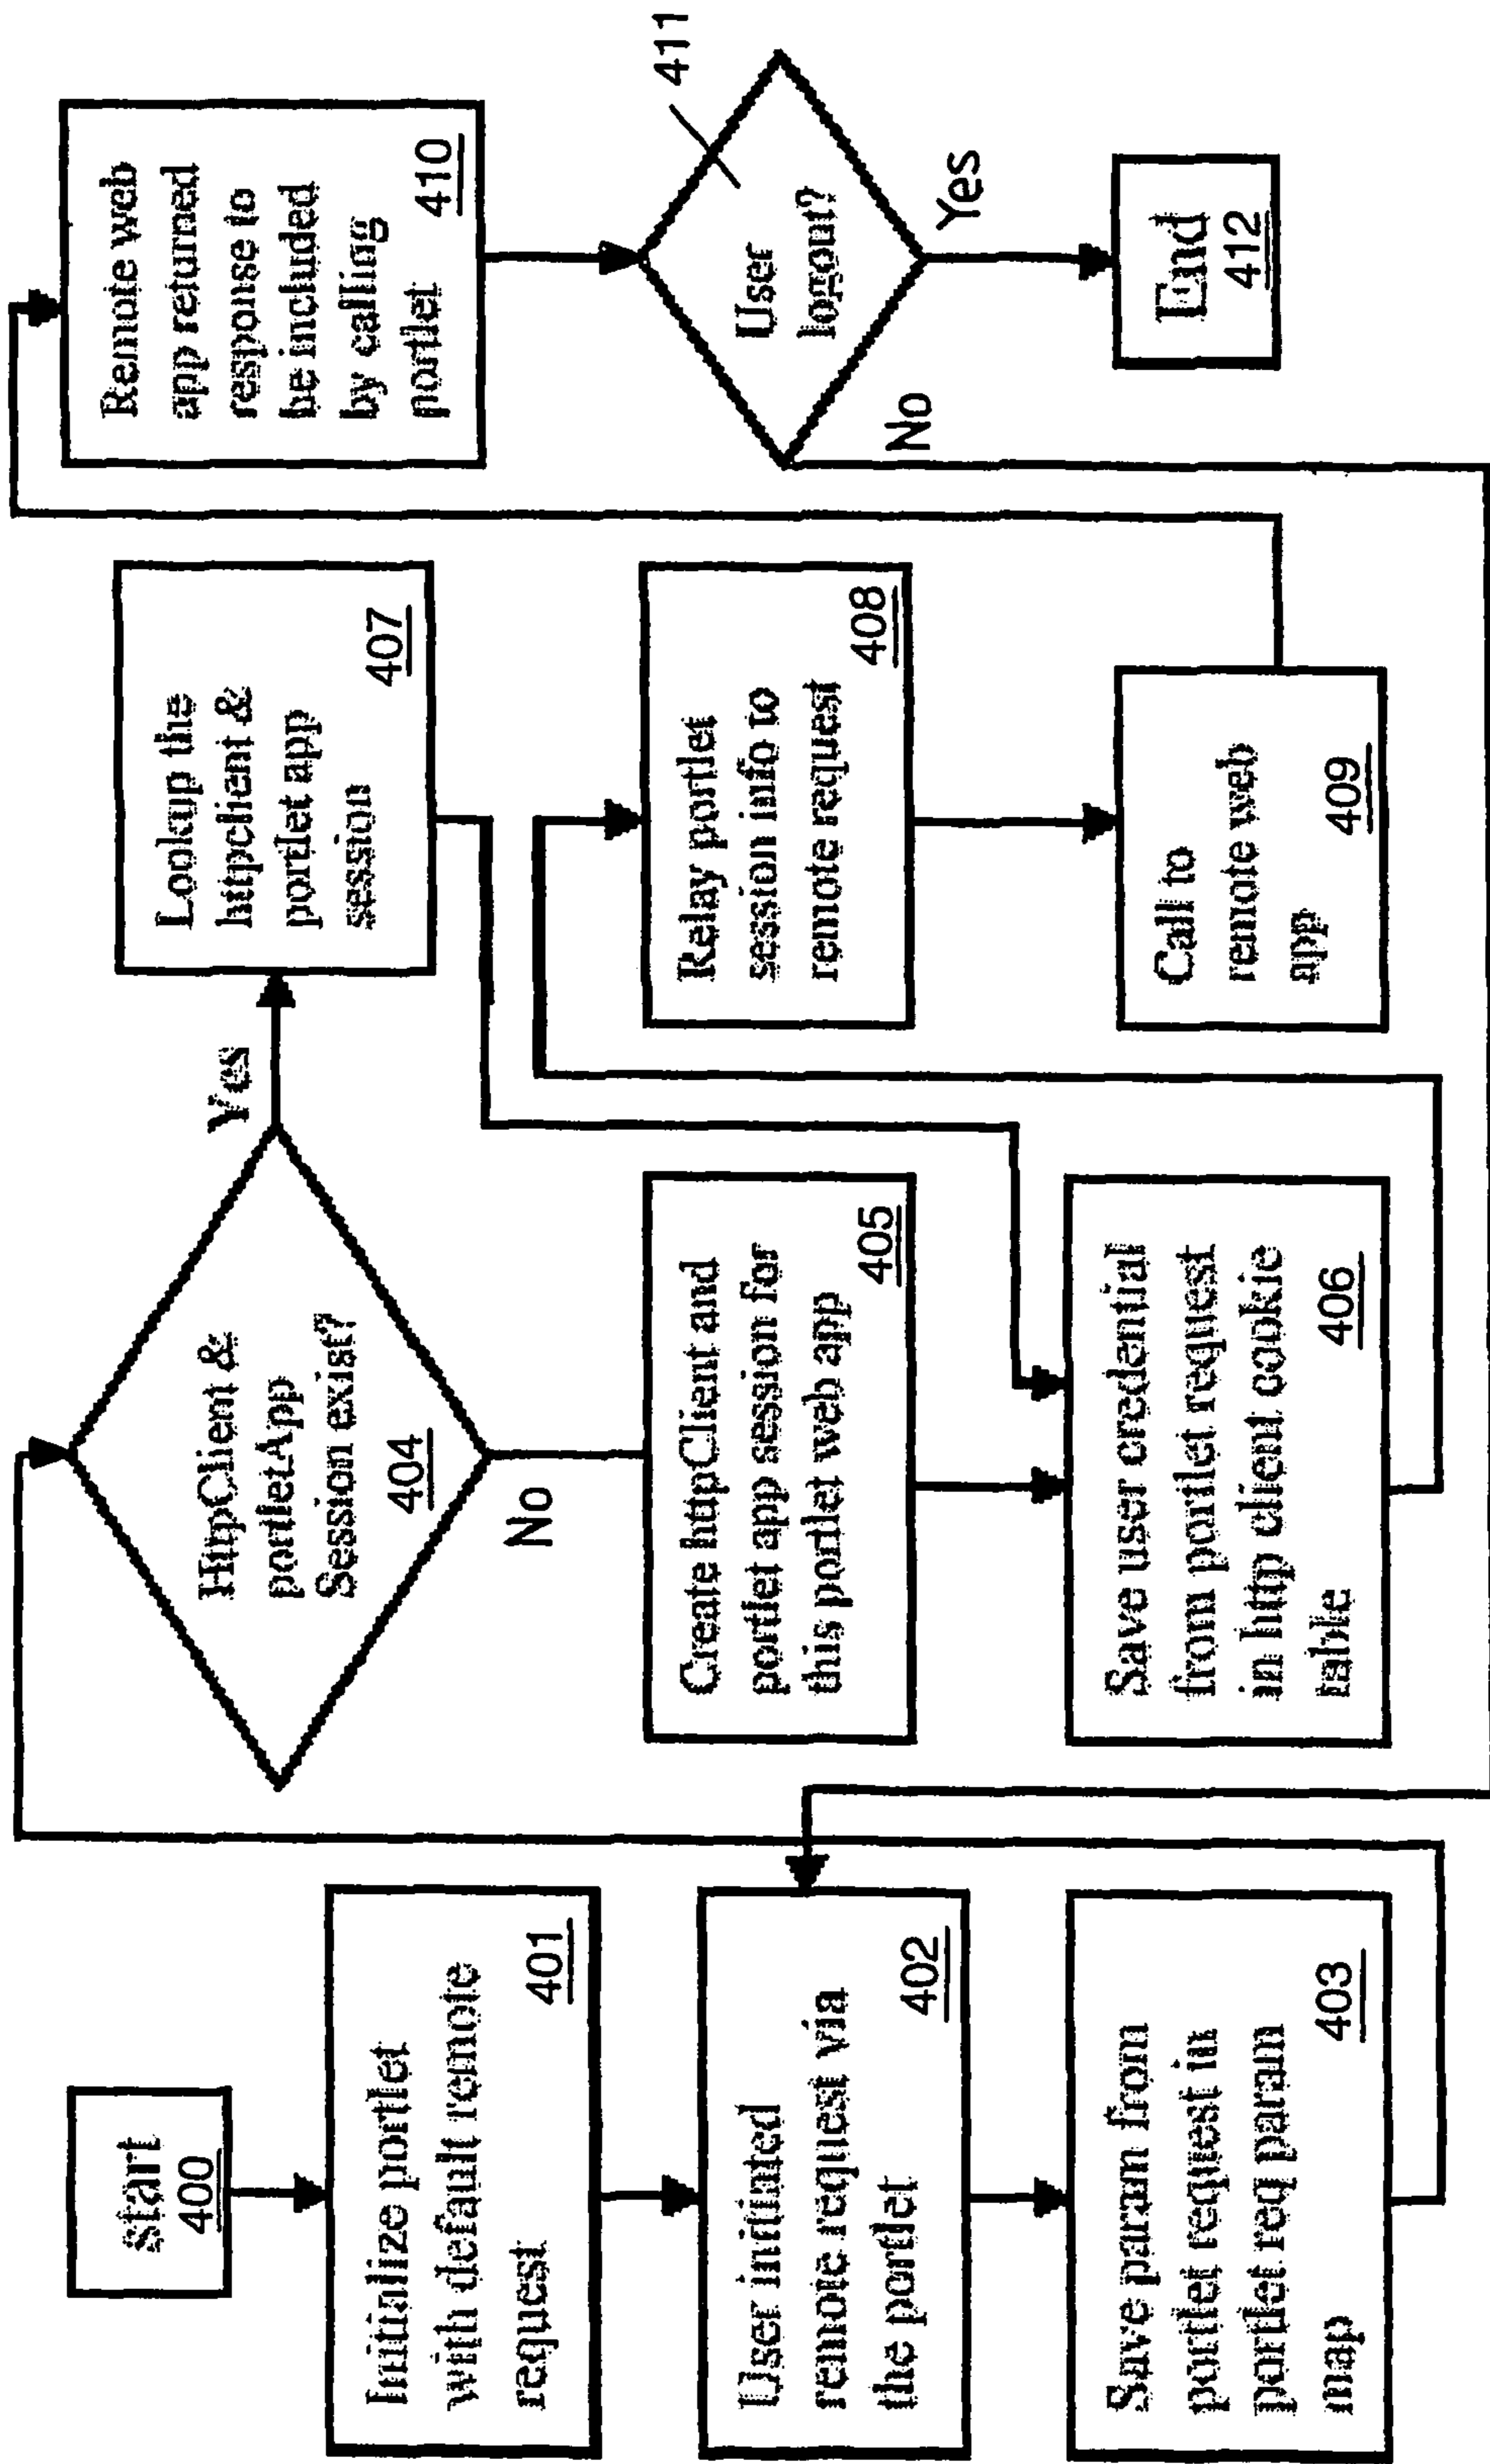 start
400
Initialize portlet
with default remote
request
401
User initiated
remote request via
the portlet
402
Save param from
portlet request in
portlet req param
map
403
HttpClient &
portletApp
Session exist?
404
Yes
No
Create httpClient and
portlet app session for
this portlet web app
405
Save user credential
from portlet request
in http client cookie
table
406
Lookup the
httpclient &
portlet app
session
407
Relay portlet
session info to
remote request
408
Call to
remote web
app
409
Remote web
app returned
response to
be included
by calling
portlet
410
User
logout?
411
No
Yes
End
412